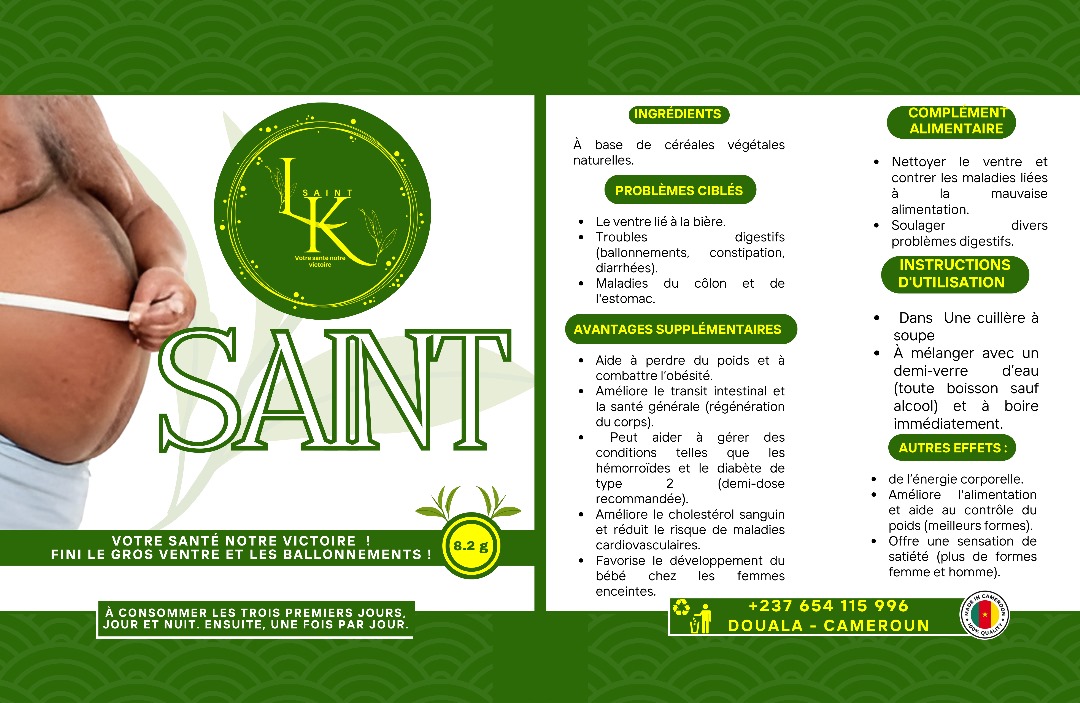 L
SAINT
K
Votre santé notre
victoire
SAINT
VOTRE SANTÉ NOTRE VICTOIRE !
FINI LE GROS VENTRE ET LES BALLONNEMENTS !
8.2 g
À CONSOMMER LES TROIS PREMIERS JOURS,
JOUR ET NUIT. ENSUITE, UNE FOIS PAR JOUR.
INGRÉDIENTS
À base de céréales végétales
naturelles.
PROBLÈMES CIBLÉS
• Le ventre lié à la bière.
• Troubles digestifs
(ballonnements, constipation,
diarrhées).
• Maladies du côlon et de
l'estomac.
AVANTAGES SUPPLÉMENTAIRES
• Aide à perdre du poids et à
combattre l'obésité.
• Améliore le transit intestinal et
la santé générale (régénération
du corps).
• Peut aider à gérer des
conditions telles que les
hémorroïdes et le diabète de
type 2 (demi-dose
recommandée).
• Améliore le cholestérol sanguin
et réduit le risque de maladies
cardiovasculaires.
• Favorise le développement du
bébé chez les femmes
enceintes.
COMPLÉMENT
ALIMENTAIRE
• Nettoyer le ventre et
contrer les maladies liées
à la mauvaise
alimentation.
• Soulager divers
problèmes digestifs.
INSTRUCTIONS
D'UTILISATION
• Dans Une cuillère à
soupe
• À mélanger avec un
demi-verre d'eau
(toute boisson sauf
alcool) et à boire
immédiatement.
AUTRES EFFETS :
• de l'énergie corporelle.
• Améliore l'alimentation
et aide au contrôle du
poids (meilleurs formes).
• Offre une sensation de
satiété (plus de formes
femme et homme).
+237 654 115 996
DOUALA - CAMEROUN
MADE IN CAMEROON
100% QUALITY